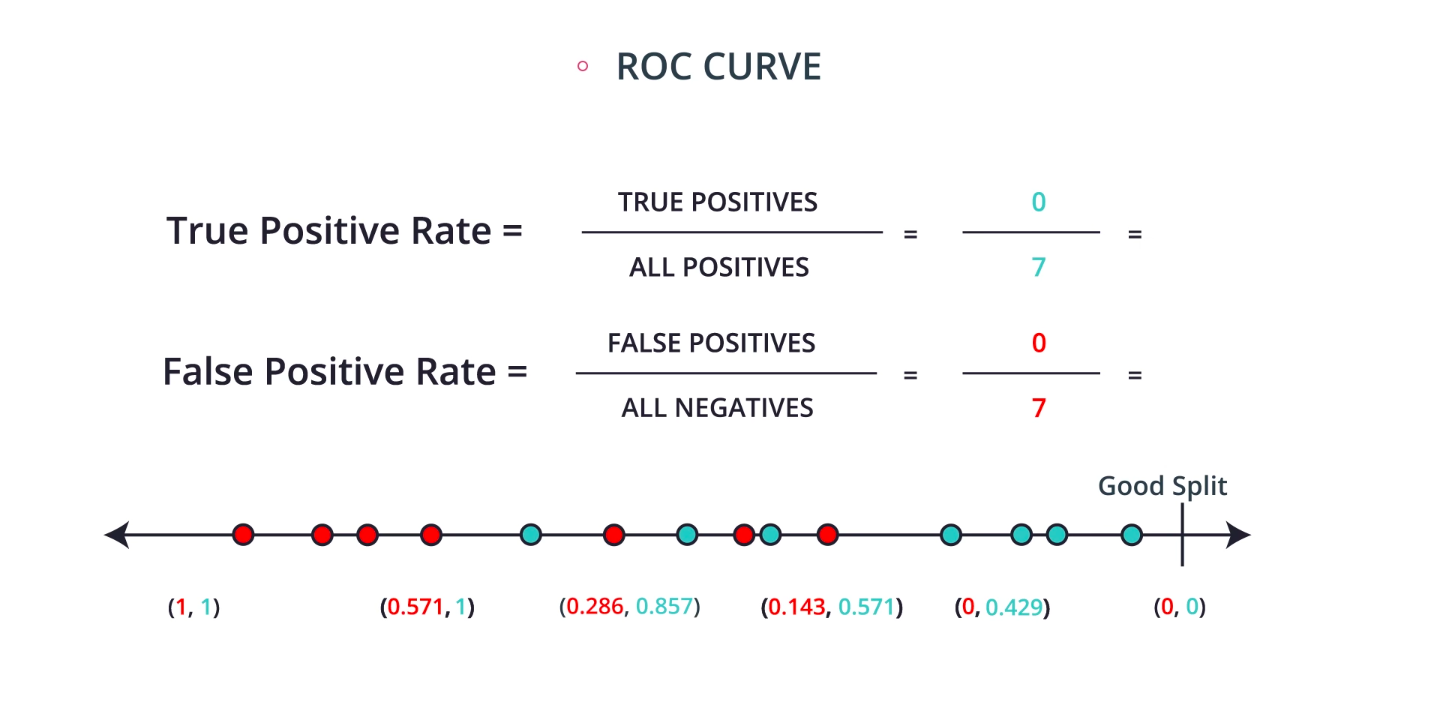 ROC CURVE
TRUE POSITIVES 0
True Positive Rate = = =
ALL POSITIVES 7
FALSE POSITIVES 0
False Positive Rate = = =
ALL NEGATIVES 7
Good Split
(1, 1) (0.571, 1) (0.286, 0.857) (0.143, 0.571) (0, 0.429) (0, 0)